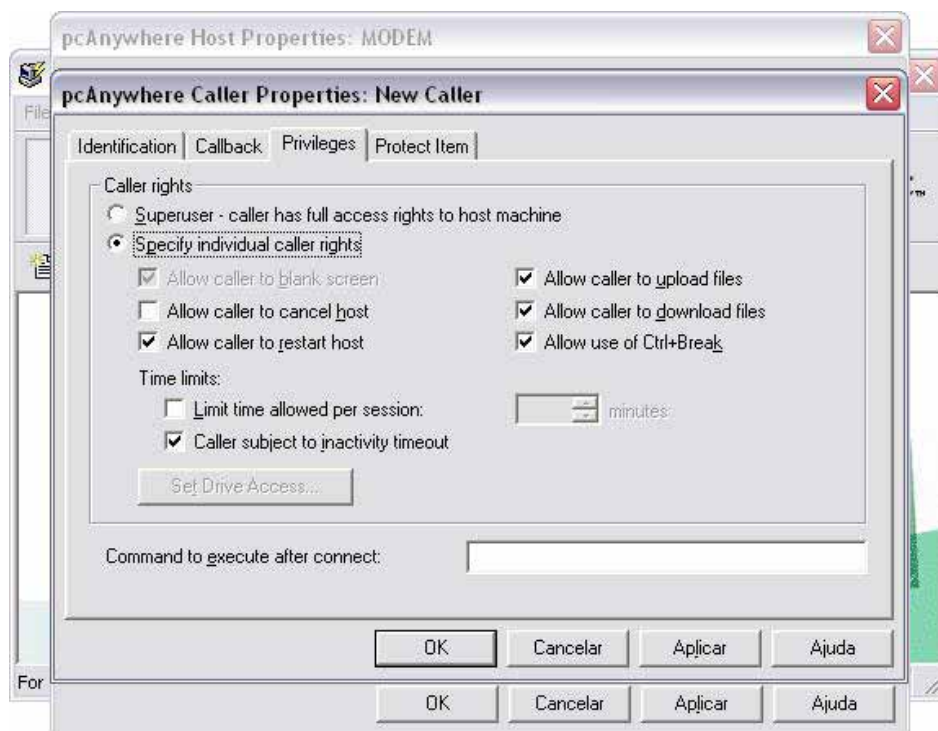 pcAnywhere Host Properties: MODEM
pcAnywhere Caller Properties: New Caller
File
Identification Callback Privileges Protect Item
Caller rights
Superuser - caller has full access rights to host machine
Specify individual caller rights
Allow caller to blank screen Allow caller to upload files
Allow caller to cancel host Allow caller to download files
Allow caller to restart host Allow use of Ctrl+Break
Time limits:
Limit time allowed per session: minutes
Caller subject to inactivity timeout
Set Drive Access...
Command to execute after connect:
OK Cancelar Aplicar Ajuda
For
OK Cancelar Aplicar Ajuda